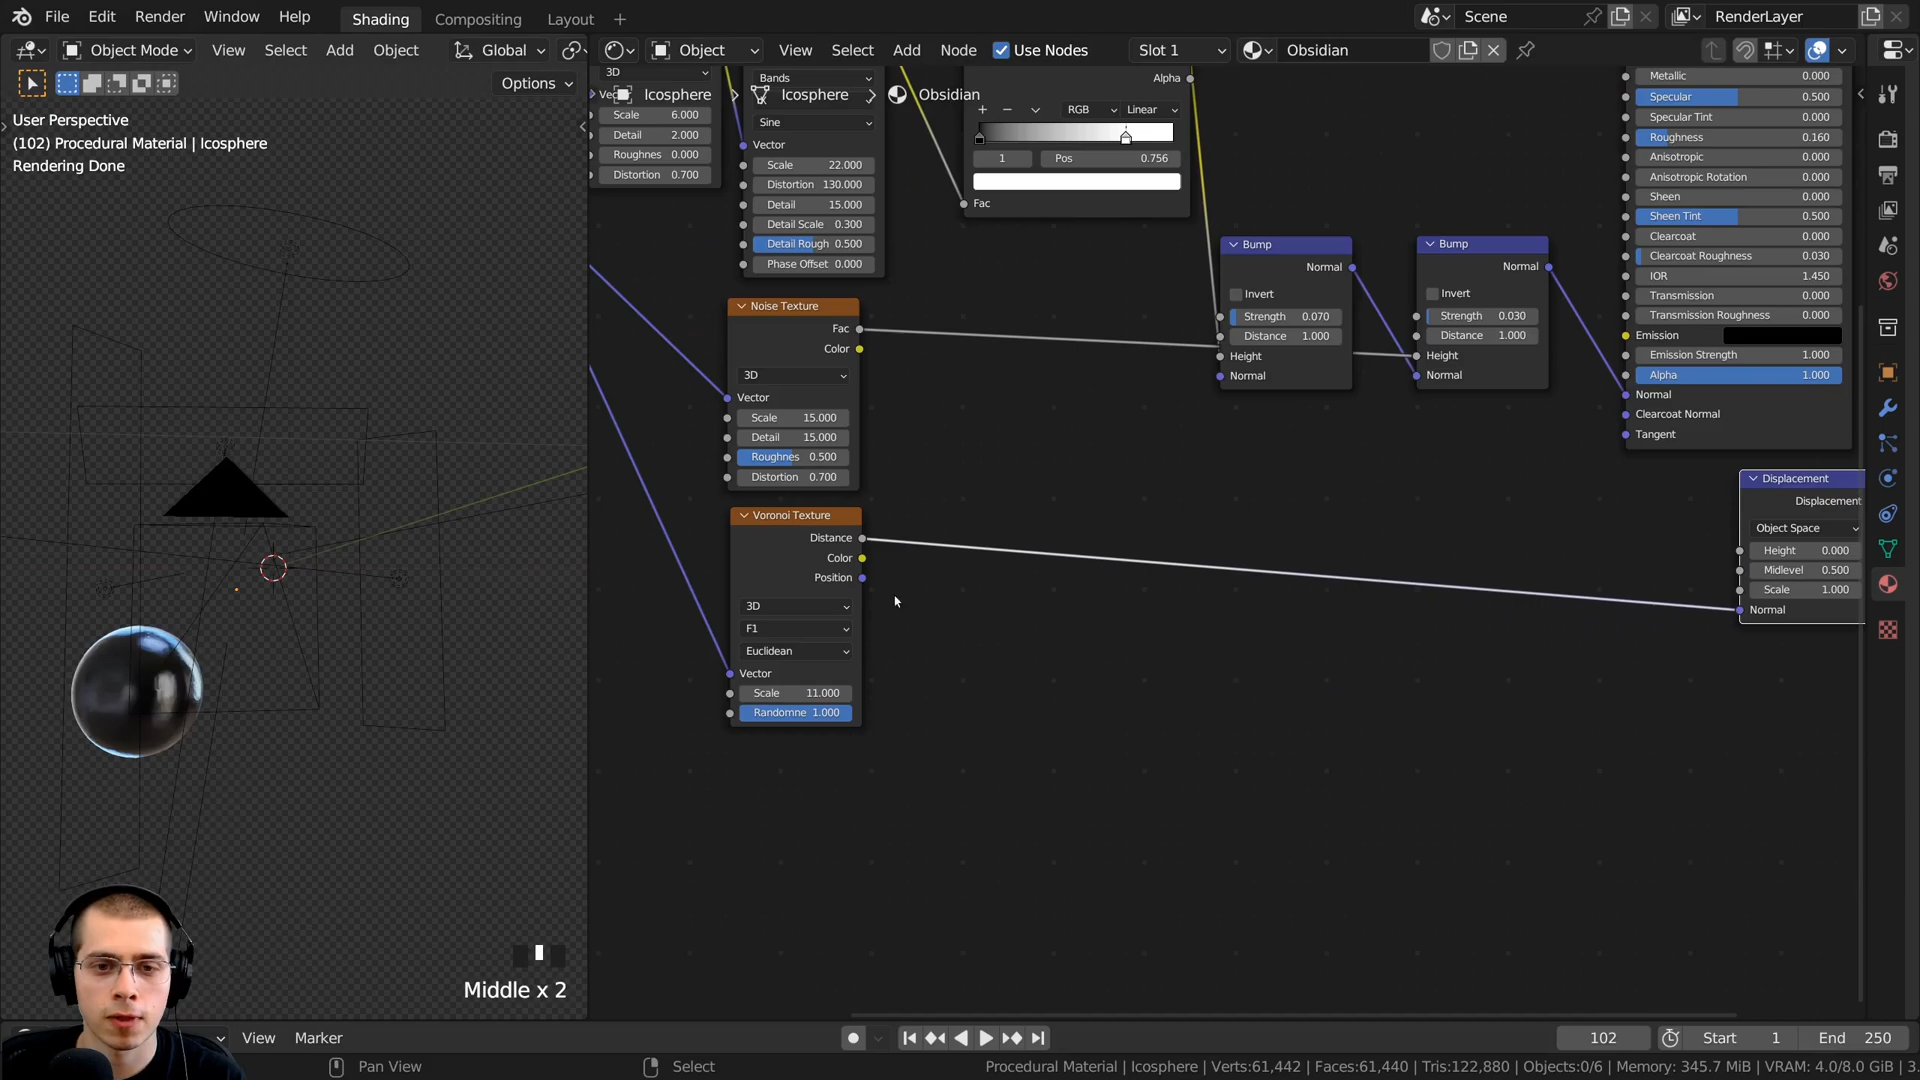 File Edit Render Window Help Shading Compositing Layout + Scene RenderLayer
Object Mode View Select Add Object Global Object View Select Add Node Use Nodes Slot 1 Obsidian
Options
Icosphere > Icosphere > Obsidian
User Perspective
(102) Procedural Material | Icosphere
Rendering Done
3D
Scale 6.000
Detail 2.000
Roughnes 0.000
Distortion 0.700
Bands
Sine
Vector
Scale 22.000
Distortion 130.000
Detail 15.000
Detail Scale 0.300
Detail Rough 0.500
Phase Offset 0.000
Alpha
RGB Linear
1 Pos 0.756
Fac
Bump
Normal
Invert
Strength 0.070
Distance 1.000
Height
Normal
Bump
Normal
Invert
Strength 0.030
Distance 1.000
Height
Normal
Metallic 0.000
Specular 0.500
Specular Tint 0.000
Roughness 0.160
Anisotropic 0.000
Anisotropic Rotation 0.000
Sheen 0.000
Sheen Tint 0.500
Clearcoat 0.000
Clearcoat Roughness 0.030
IOR 1.450
Transmission 0.000
Transmission Roughness 0.000
Emission
Emission Strength 1.000
Alpha 1.000
Normal
Clearcoat Normal
Tangent
Noise Texture
Fac
Color
3D
Vector
Scale 15.000
Detail 15.000
Roughnes 0.500
Distortion 0.700
Voronoi Texture
Distance
Color
Position
3D
F1
Euclidean
Vector
Scale 11.000
Randomne 1.000
Displacement
Displacement
Object Space
Height 0.000
Midlevel 0.500
Scale 1.000
Normal
Middle x 2
View Marker 102 Start 1 End 250
Pan View Select Procedural Material | Icosphere | Verts:61,442 | Faces:61,440 | Tris:122,880 | Objects:0/6 | Memory: 345.7 MiB | VRAM: 4.0/8.0 GiB | 3.